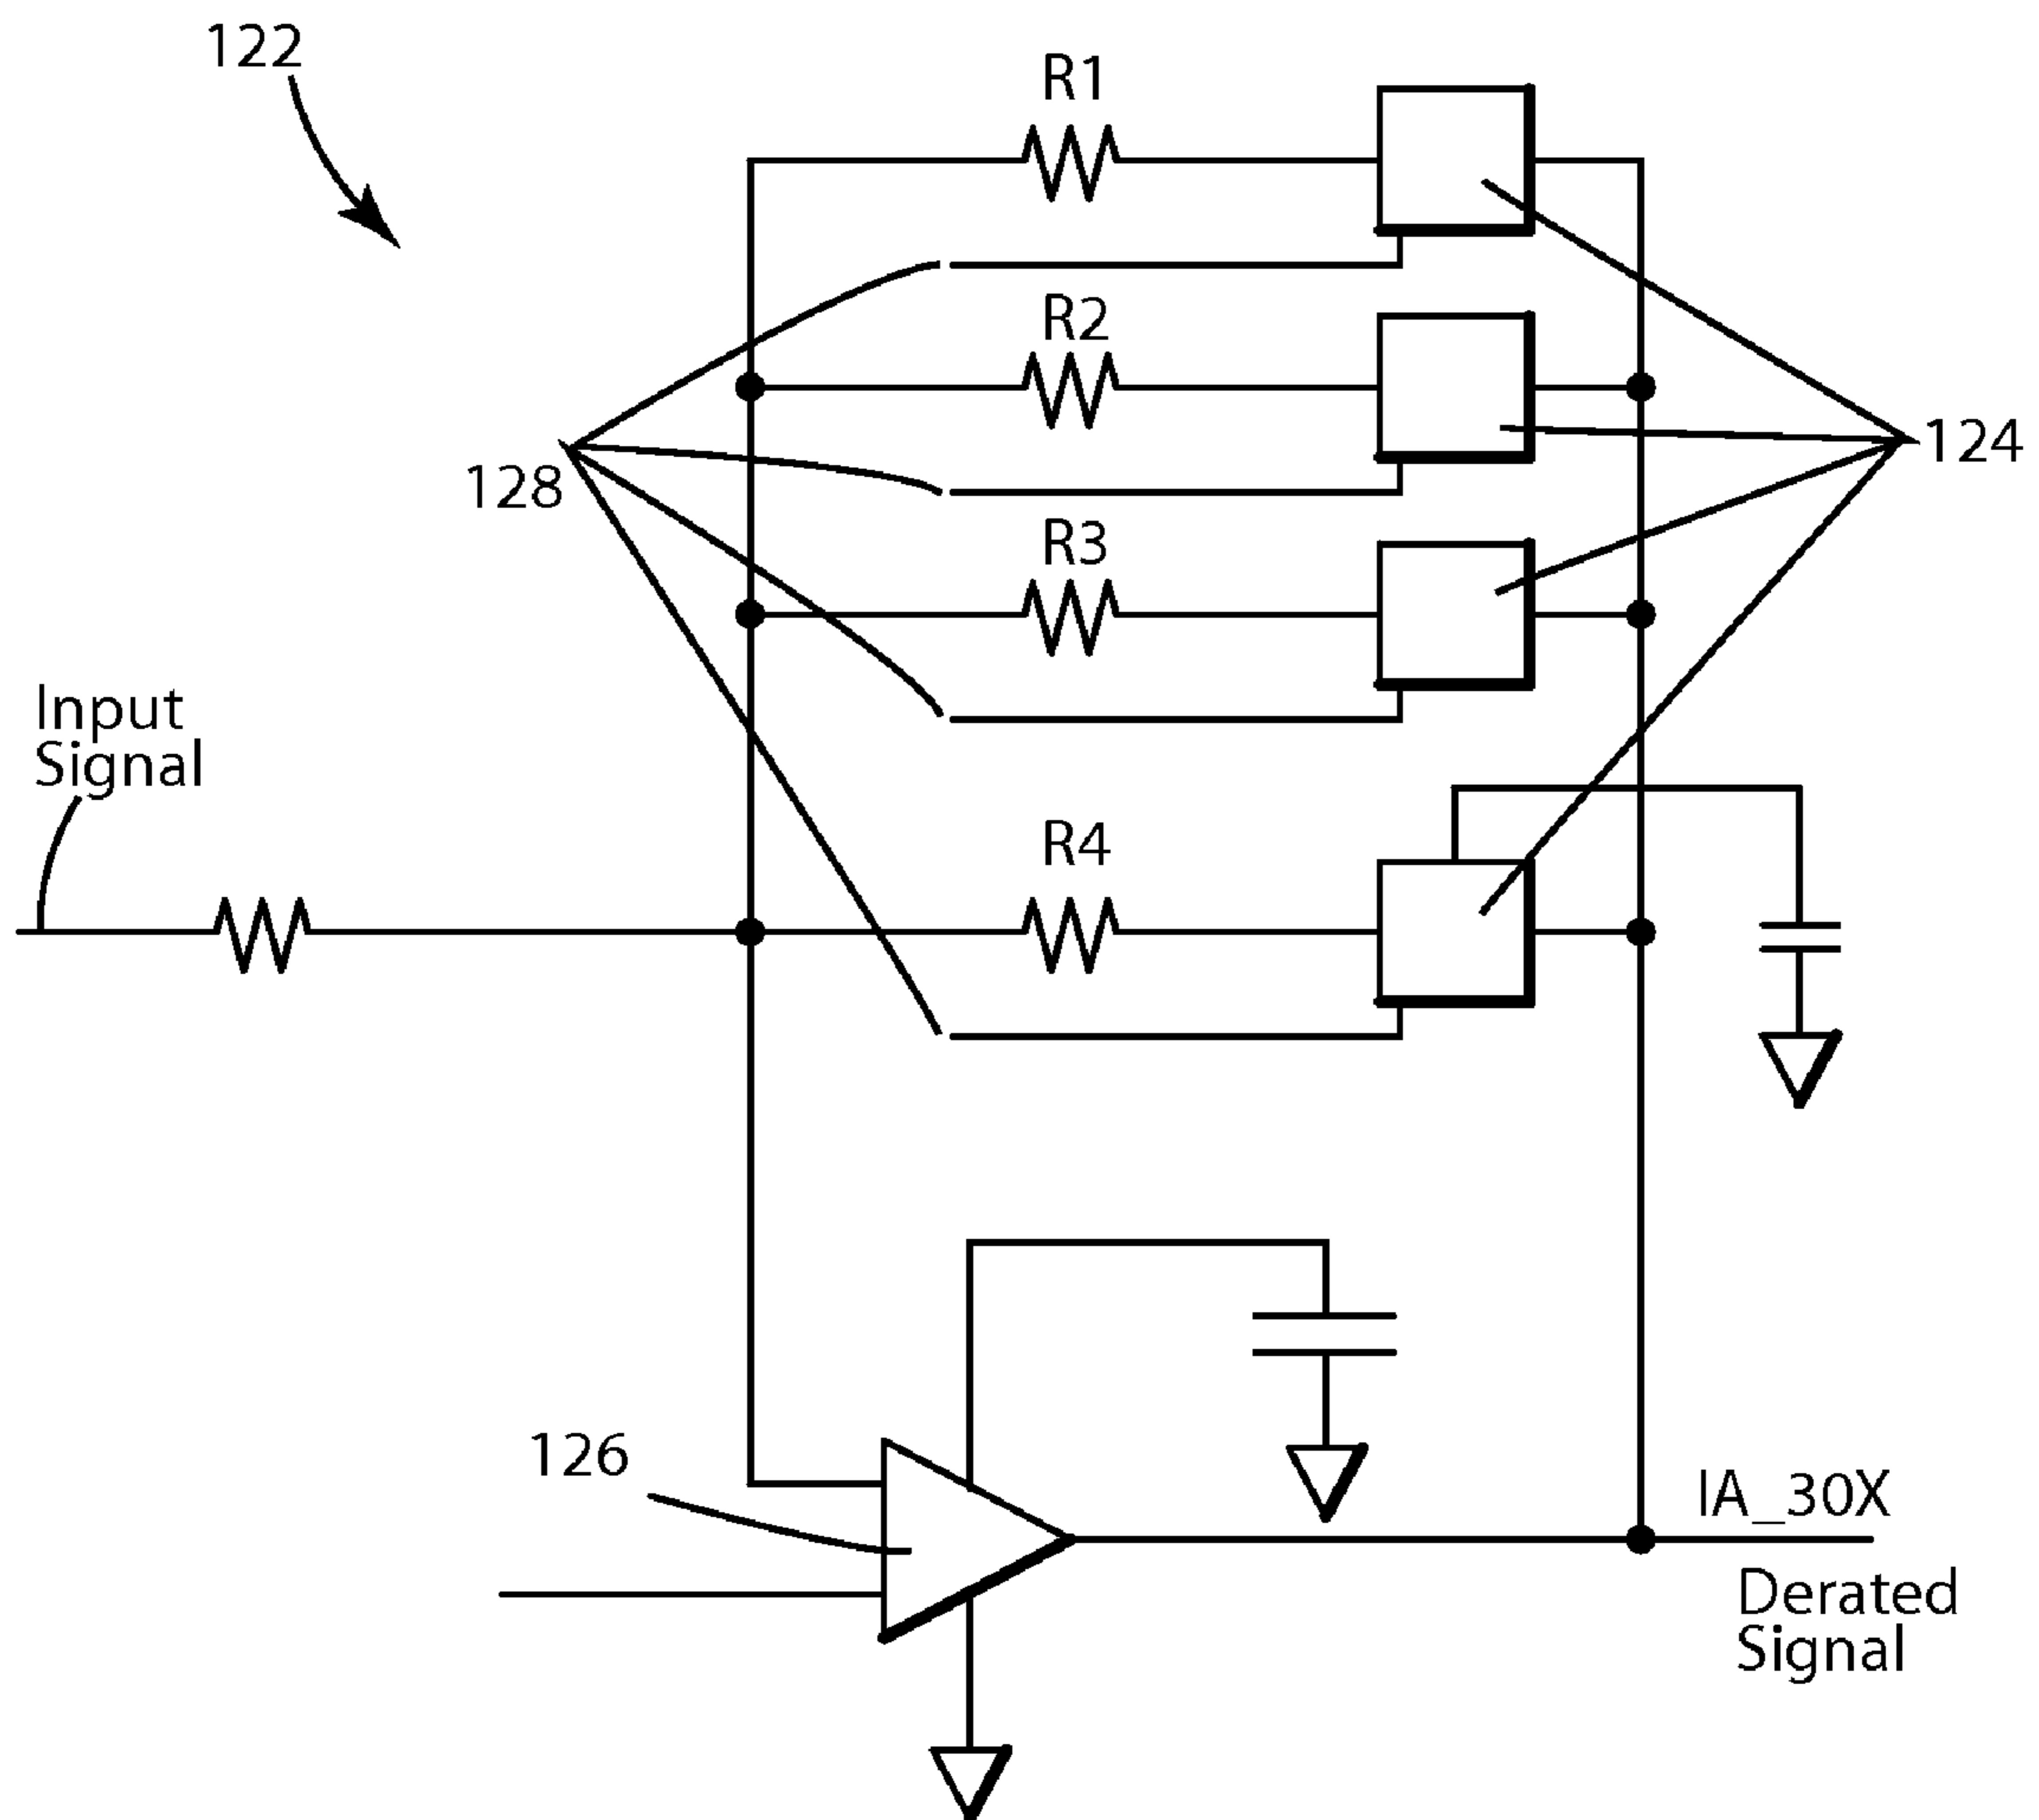 122
R1
R2
124
128
R3
Input
Signal
R4
126
IA_30X
Derated
Signal